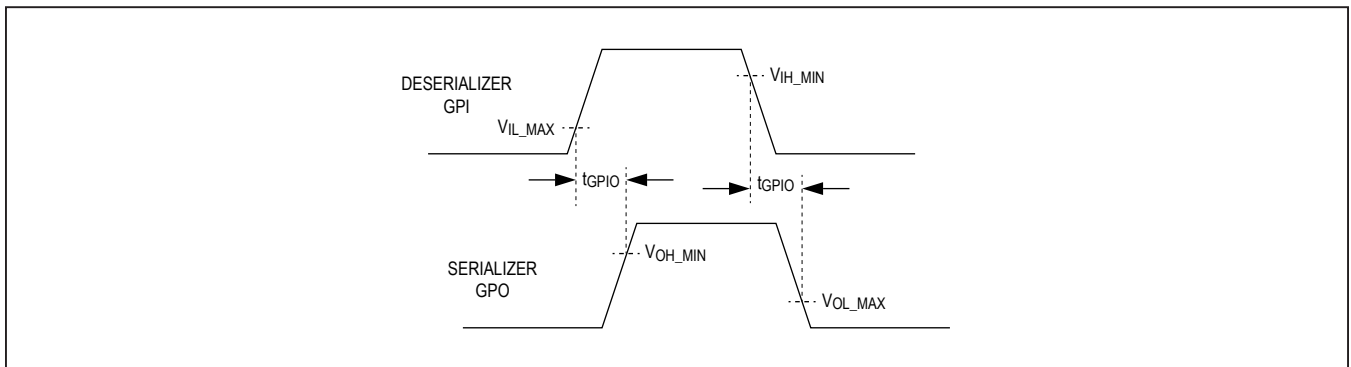 DESERIALIZER
GPI
VIH_MIN
VIL_MAX
tGPIO
tGPIO
SERIALIZER
GPO
VOH_MIN
VOL_MAX